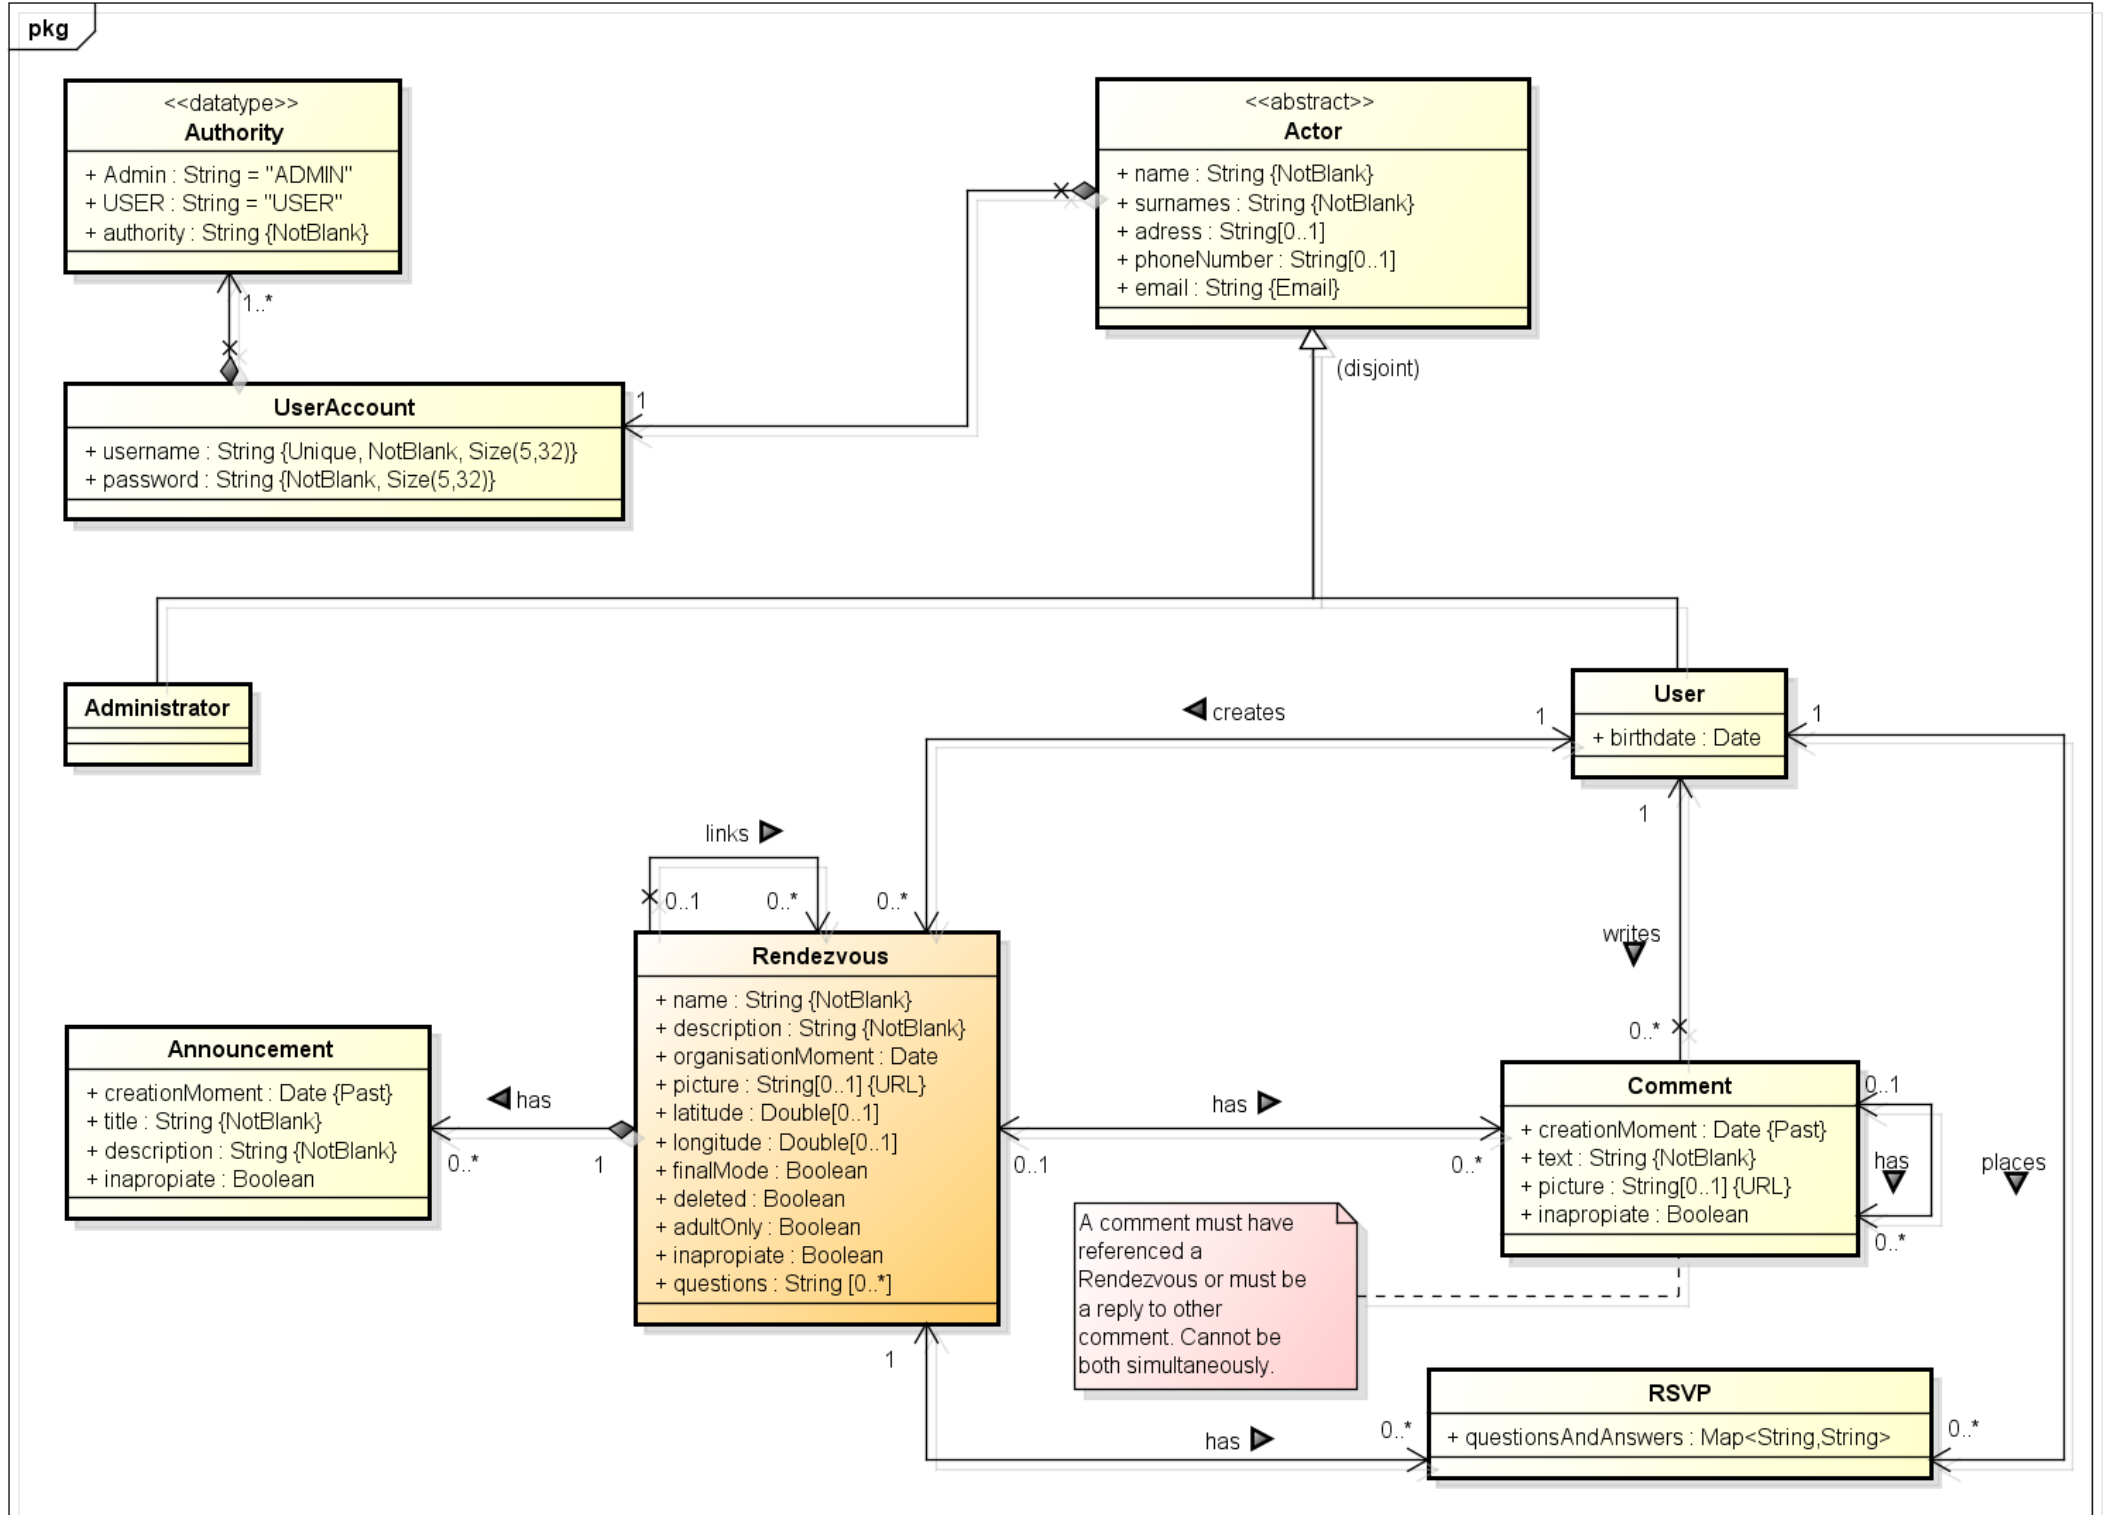 pkg
<<datatype>>
Authority
+ Admin : String = "ADMIN"
+ USER : String = "USER"
+ authority : String {NotBlank}
<<abstract>>
Actor
+ name : String {NotBlank}
+ surnames : String {NotBlank}
+ adress : String[0..1]
+ phoneNumber : String[0..1]
+ email : String {Email}
1..*
(disjoint)
1
UserAccount
+ username : String {Unique, NotBlank, Size(5,32)}
+ password : String {NotBlank, Size(5,32)}
Administrator
User
+ birthdate : Date
creates
1
1
1
links
0..1
0..*
0..*
writes
0..*
Rendezvous
+ name : String {NotBlank}
+ description : String {NotBlank}
+ organisationMoment : Date
+ picture : String[0..1] {URL}
+ latitude : Double[0..1]
+ longitude : Double[0..1]
+ finalMode : Boolean
+ deleted : Boolean
+ adultOnly : Boolean
+ inapropiate : Boolean
+ questions : String [0..*]
Announcement
+ creationMoment : Date {Past}
+ title : String {NotBlank}
+ description : String {NotBlank}
+ inapropiate : Boolean
has
0..*
1
has
0..1
0..*
Comment
+ creationMoment : Date {Past}
+ text : String {NotBlank}
+ picture : String[0..1] {URL}
+ inapropiate : Boolean
0..1
has
0..*
places
A comment must have
referenced a
Rendezvous or must be
a reply to other
comment. Cannot be
both simultaneously.
1
has
0..*
RSVP
+ questionsAndAnswers : Map<String,String>
0..*